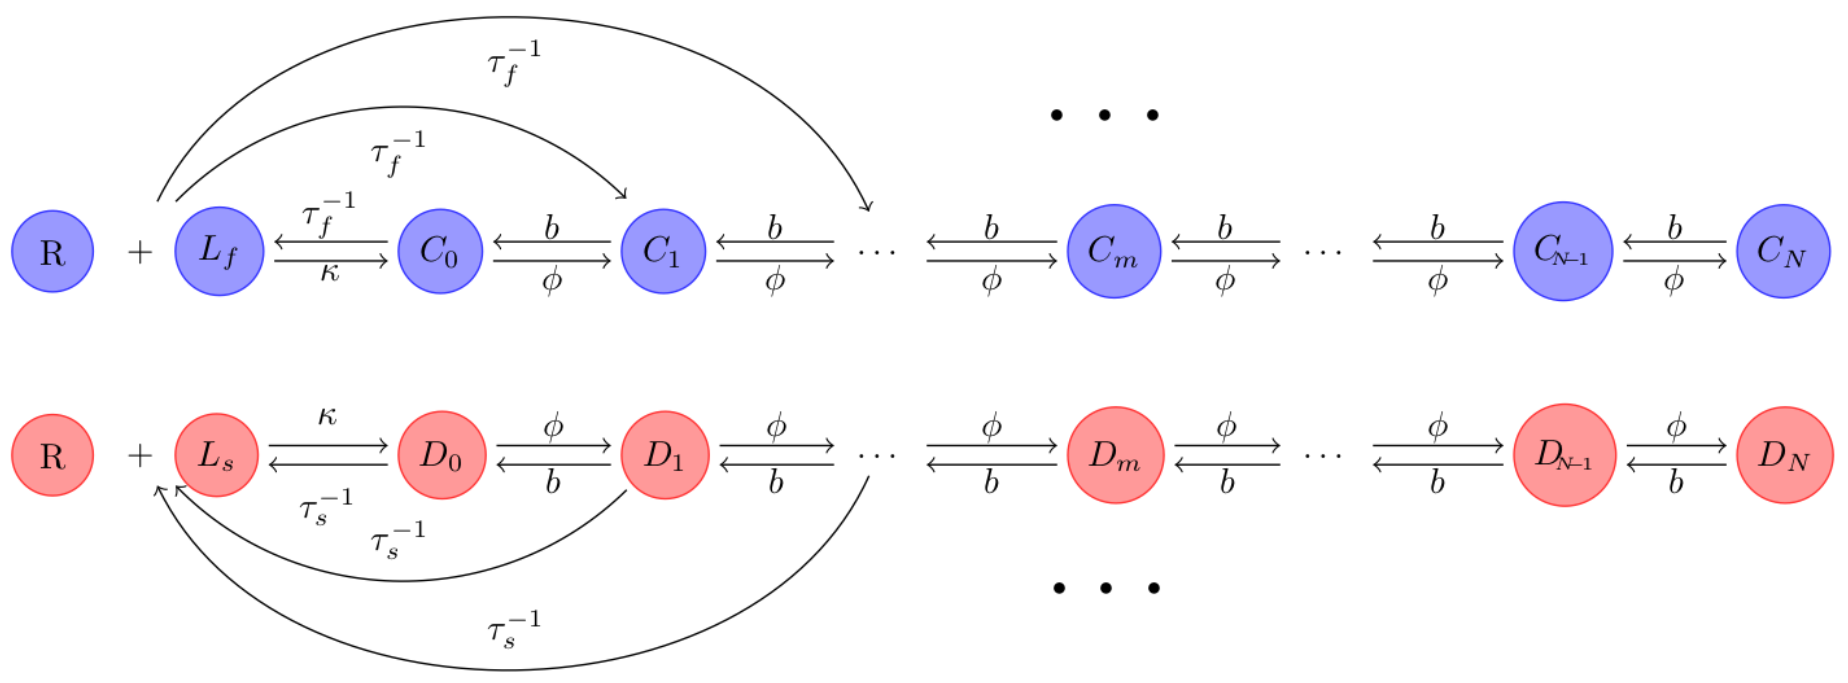 τ_f^{-1}
τ_f^{-1}
τ_f^{-1} b b b b b b
R + L_f C_0 C_1 ⋯ C_m ⋯ C_{N-1} C_N
κ ϕ ϕ ϕ ϕ ϕ ϕ
κ ϕ ϕ ϕ ϕ ϕ ϕ
R + L_s D_0 D_1 ⋯ D_m ⋯ D_{N-1} D_N
τ_s^{-1} b b b b b b
τ_s^{-1}
τ_s^{-1}